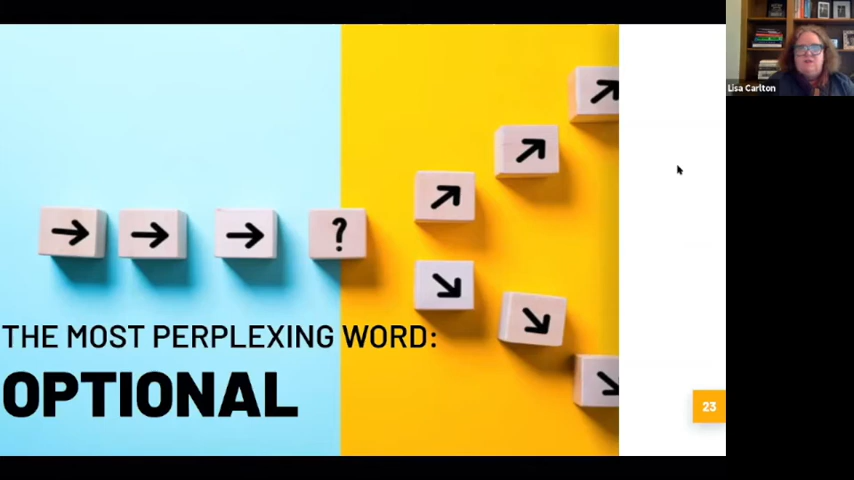 ?
THE MOST PERPLEXING WORD:
OPTIONAL
23
Lisa Carlton